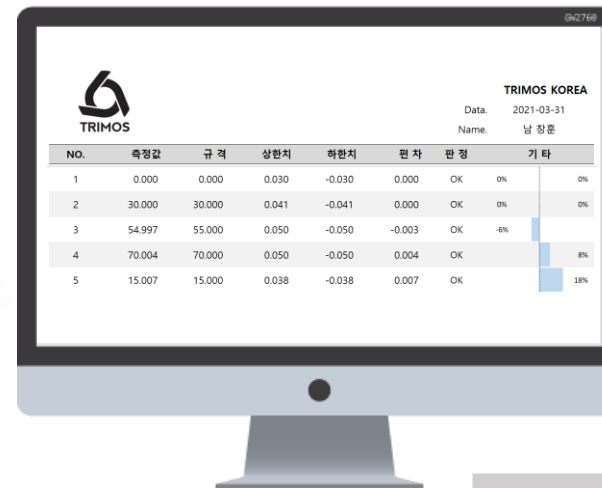 GW2760
TRIMOS
TRIMOS KOREA
Data. 2021-03-31
Name. 남 창훈
NO. 측정값 규 격 상한치 하한치 편 차 판 정 기 타
1 0.000 0.000 0.030 -0.030 0.000 OK 0% 0%
2 30.000 30.000 0.041 -0.041 0.000 OK 0% 0%
3 54.997 55.000 0.050 -0.050 -0.003 OK -6%
4 70.004 70.000 0.050 -0.050 0.004 OK 8%
5 15.007 15.000 0.038 -0.038 0.007 OK 18%